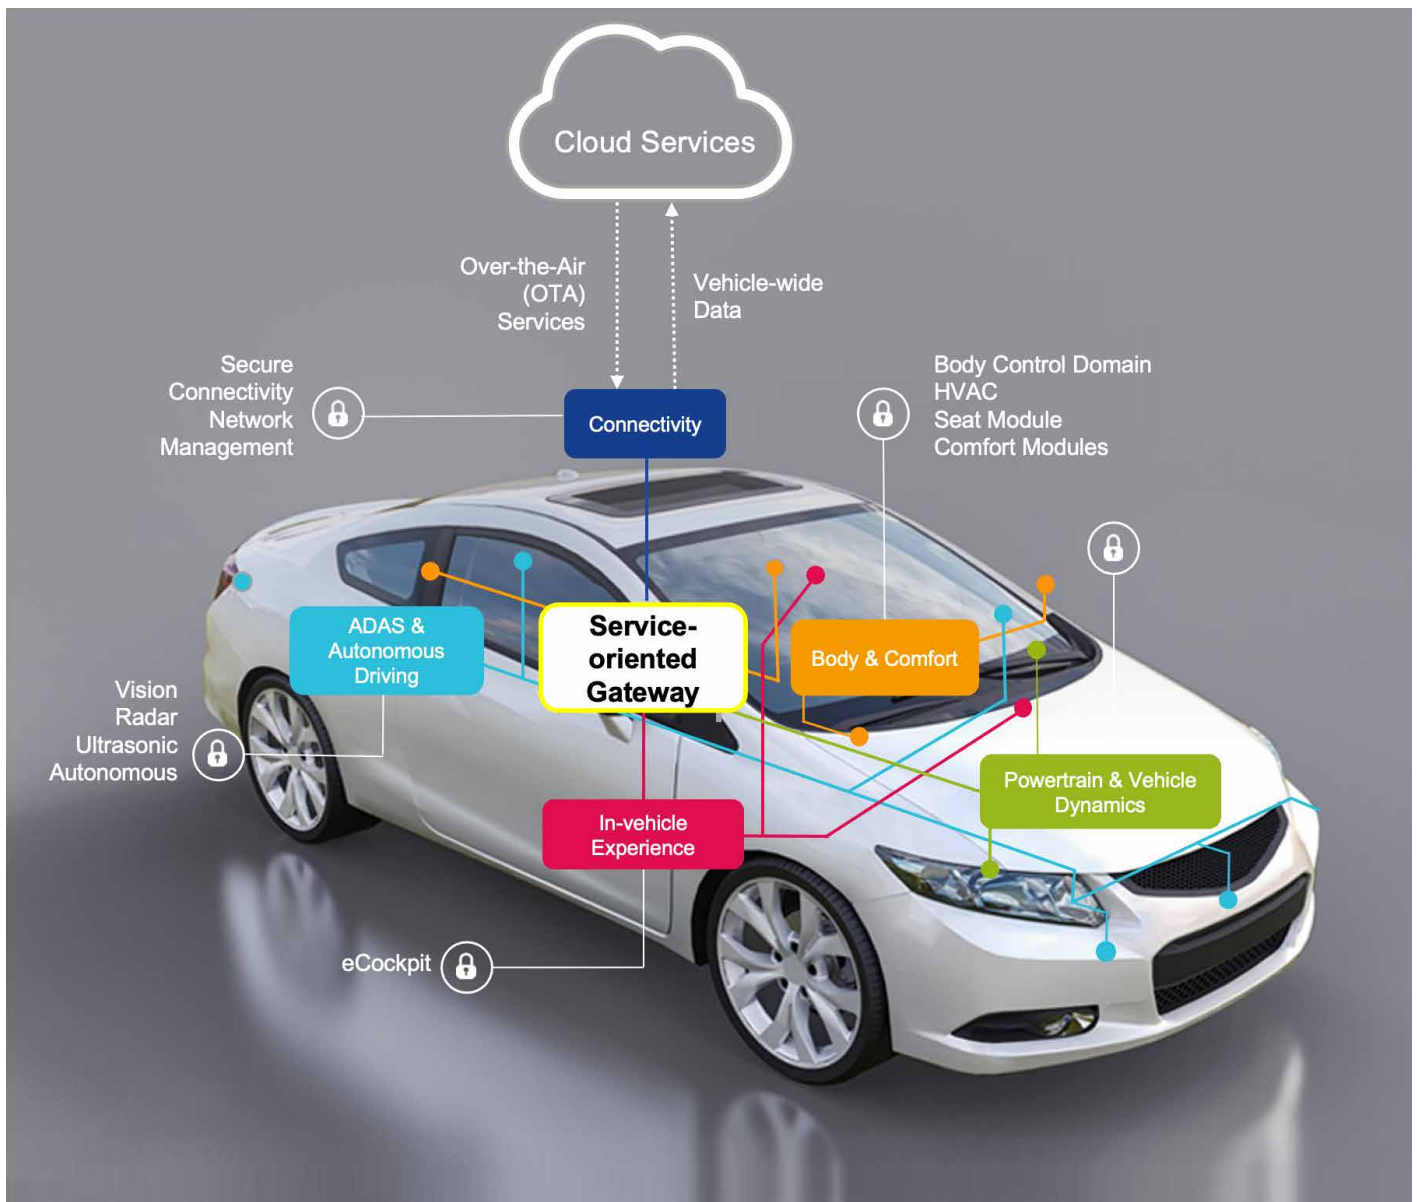 Cloud Services
Over-the-Air
(OTA)
Services
Vehicle-wide
Data
Secure
Connectivity
Network
Management
Connectivity
Body Control Domain
HVAC
Seat Module
Comfort Modules
ADAS &
Autonomous
Driving
Service-
oriented
Gateway
Body & Comfort
Vision
Radar
Ultrasonic
Autonomous
Powertrain & Vehicle
Dynamics
In-vehicle
Experience
eCockpit